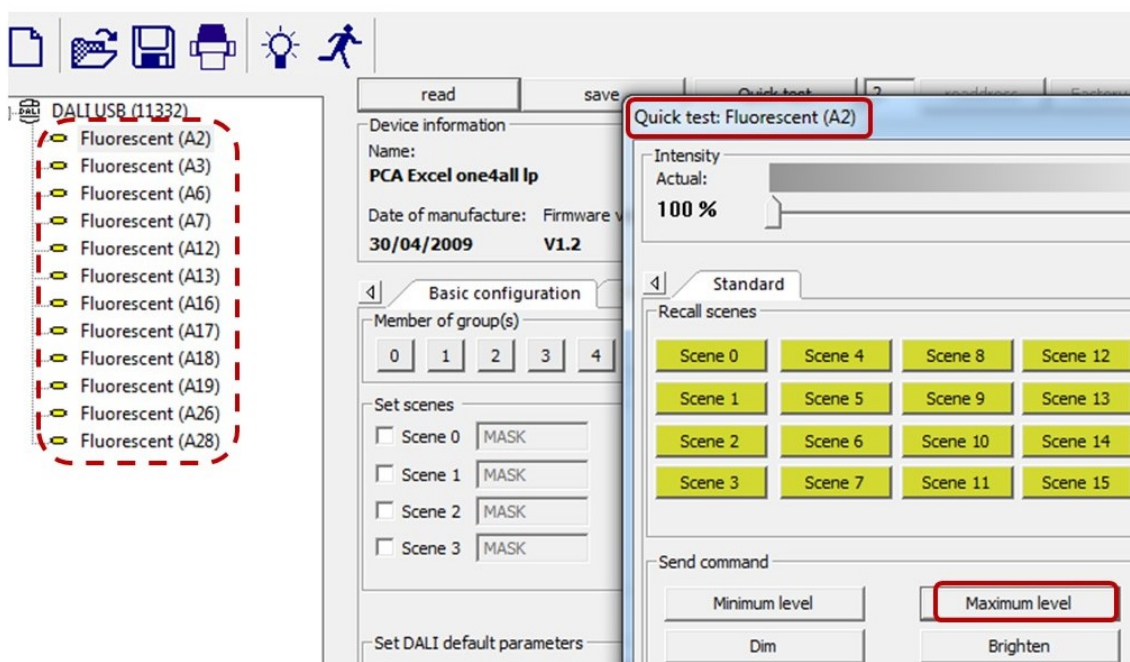 DALI USB (11332)
Fluorescent (A2)
Fluorescent (A3)
Fluorescent (A6)
Fluorescent (A7)
Fluorescent (A12)
Fluorescent (A13)
Fluorescent (A16)
Fluorescent (A17)
Fluorescent (A18)
Fluorescent (A19)
Fluorescent (A26)
Fluorescent (A28)
read
save
2
Device information
Name:
PCA Excel one4all lp
Date of manufacture: Firmware v
30/04/2009 V1.2
Basic configuration
Member of group(s)
0 1 2 3 4
Set scenes
Scene 0 MASK
Scene 1 MASK
Scene 2 MASK
Scene 3 MASK
Set DALI default parameters
Quick test: Fluorescent (A2)
Intensity
Actual:
100 %
Standard
Recall scenes
Scene 0 Scene 4 Scene 8 Scene 12
Scene 1 Scene 5 Scene 9 Scene 13
Scene 2 Scene 6 Scene 10 Scene 14
Scene 3 Scene 7 Scene 11 Scene 15
Send command
Minimum level Maximum level
Dim Brighten